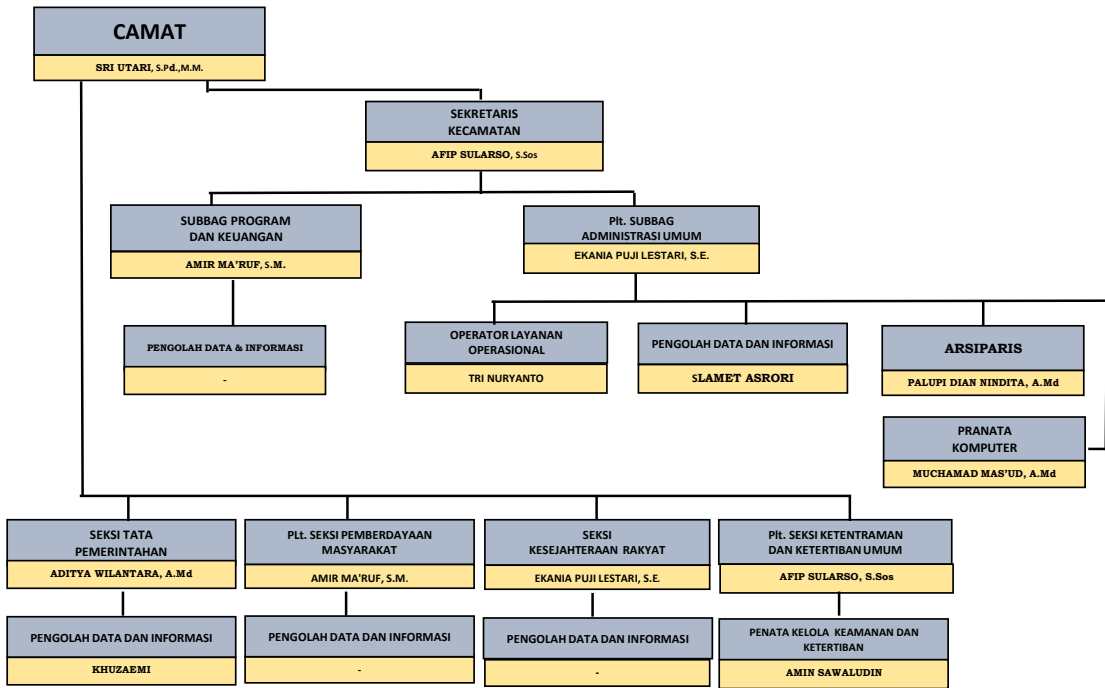 CAMAT
SRI UTARI, S.Pd.,M.M.
SEKRETARIS
KECAMATAN
AFIP SULARSO, S.Sos
SUBBAG PROGRAM
DAN KEUANGAN
AMIR MA’RUF, S.M.
Plt. SUBBAG
ADMINISTRASI UMUM
EKANIA PUJI LESTARI, S.E.
PENGOLAH DATA & INFORMASI
-
OPERATOR LAYANAN
OPERASIONAL
TRI NURYANTO
PENGOLAH DATA DAN INFORMASI
SLAMET ASRORI
ARSIPARIS
PALUPI DIAN NINDITA, A.Md
PRANATA
KOMPUTER
MUCHAMAD MAS’UD, A.Md
SEKSI TATA
PEMERINTAHAN
ADITYA WILANTARA, A.Md
PLt. SEKSI PEMBERDAYAAN
MASYARAKAT
AMIR MA'RUF, S.M.
SEKSI
KESEJAHTERAAN RAKYAT
EKANIA PUJI LESTARI, S.E.
Plt. SEKSI KETENTRAMAN
DAN KETERTIBAN UMUM
AFIP SULARSO, S.Sos
PENGOLAH DATA DAN INFORMASI
KHUZAEMI
PENGOLAH DATA DAN INFORMASI
-
PENGOLAH DATA DAN INFORMASI
-
PENATA KELOLA KEAMANAN DAN
KETERTIBAN
AMIN SAWALUDIN